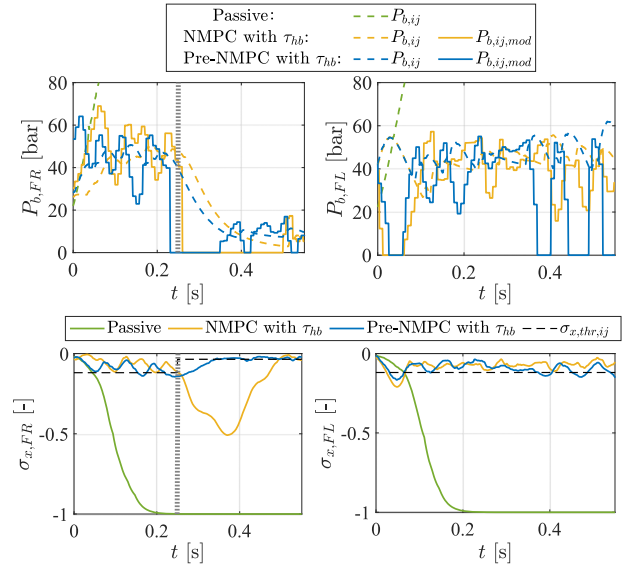 Passive: P_{b,ij}
NMPC with τ_{hb}: P_{b,ij} P_{b,ij,mod}
Pre-NMPC with τ_{hb}: P_{b,ij} P_{b,ij,mod}
P_{b,FR} [bar]
80
60
40
20
0
0 0.2 0.4
t [s]
P_{b,FL} [bar]
80
60
40
20
0
0 0.2 0.4
t [s]
Passive NMPC with τ_{hb} Pre-NMPC with τ_{hb} σ_{x,thr,ij}
σ_{x,FR} [-]
0
-0.5
-1
0 0.2 0.4
t [s]
σ_{x,FL} [-]
0
-0.5
-1
0 0.2 0.4
t [s]